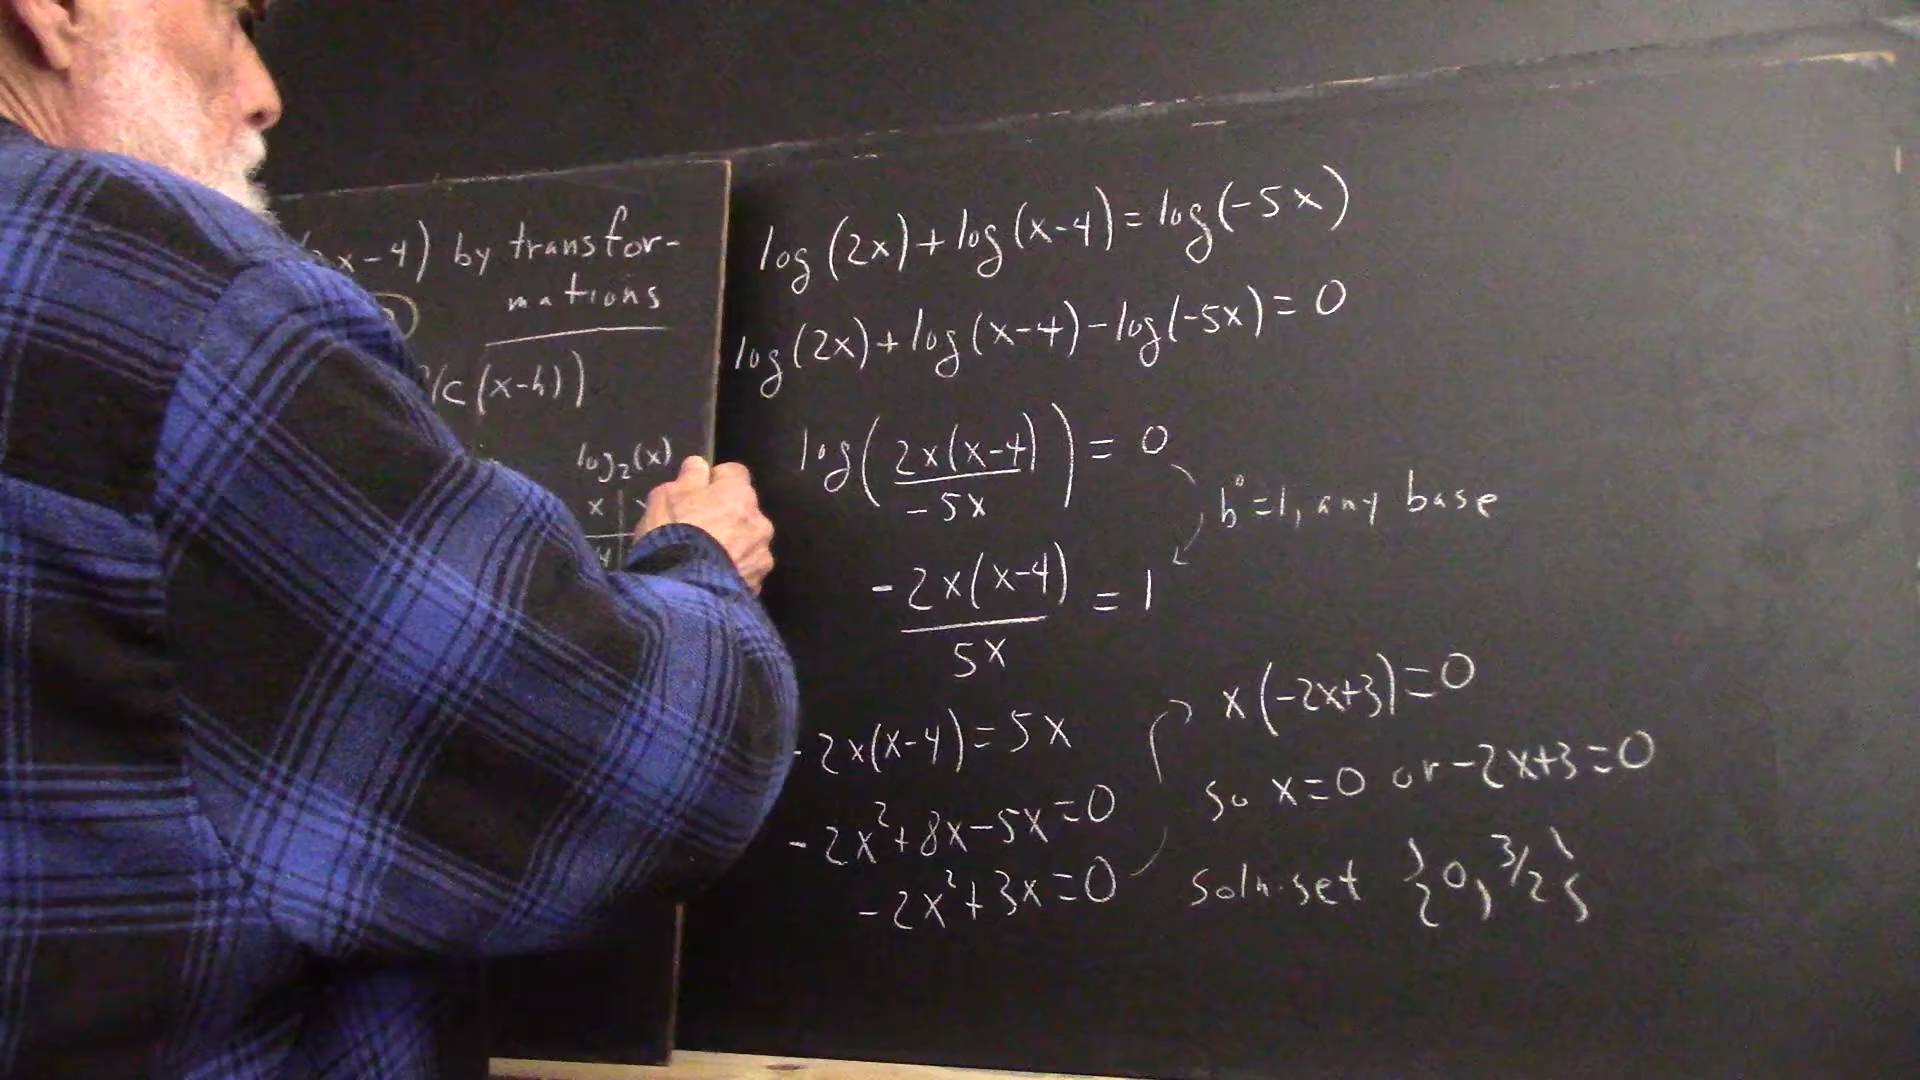 x-4) by transfor-
mations
(c(x-h))
log₂(x)
x
log(2x)+log(x-4)=log(-5x)
log(2x)+log(x-4)-log(-5x)=0
log(2x(x-4)/-5x)=0
b⁰=1, any base
-2x(x-4)/5x=1
-2x(x-4)=5x
-2x²+8x-5x=0
-2x²+3x=0
x(-2x+3)=0
so x=0 or -2x+3=0
soln. set {0, 3/2}